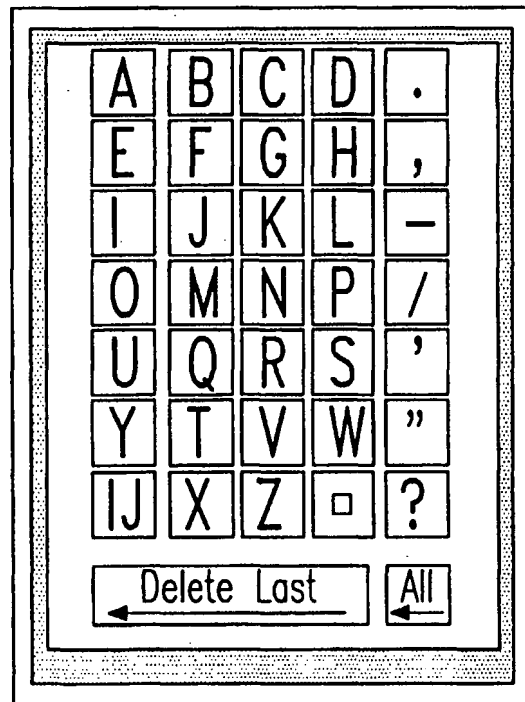 A B C D .
E F G H ,
I J K L –
O M N P /
U Q R S ’
Y T V W ”
IJ X Z □ ?
Delete Last All